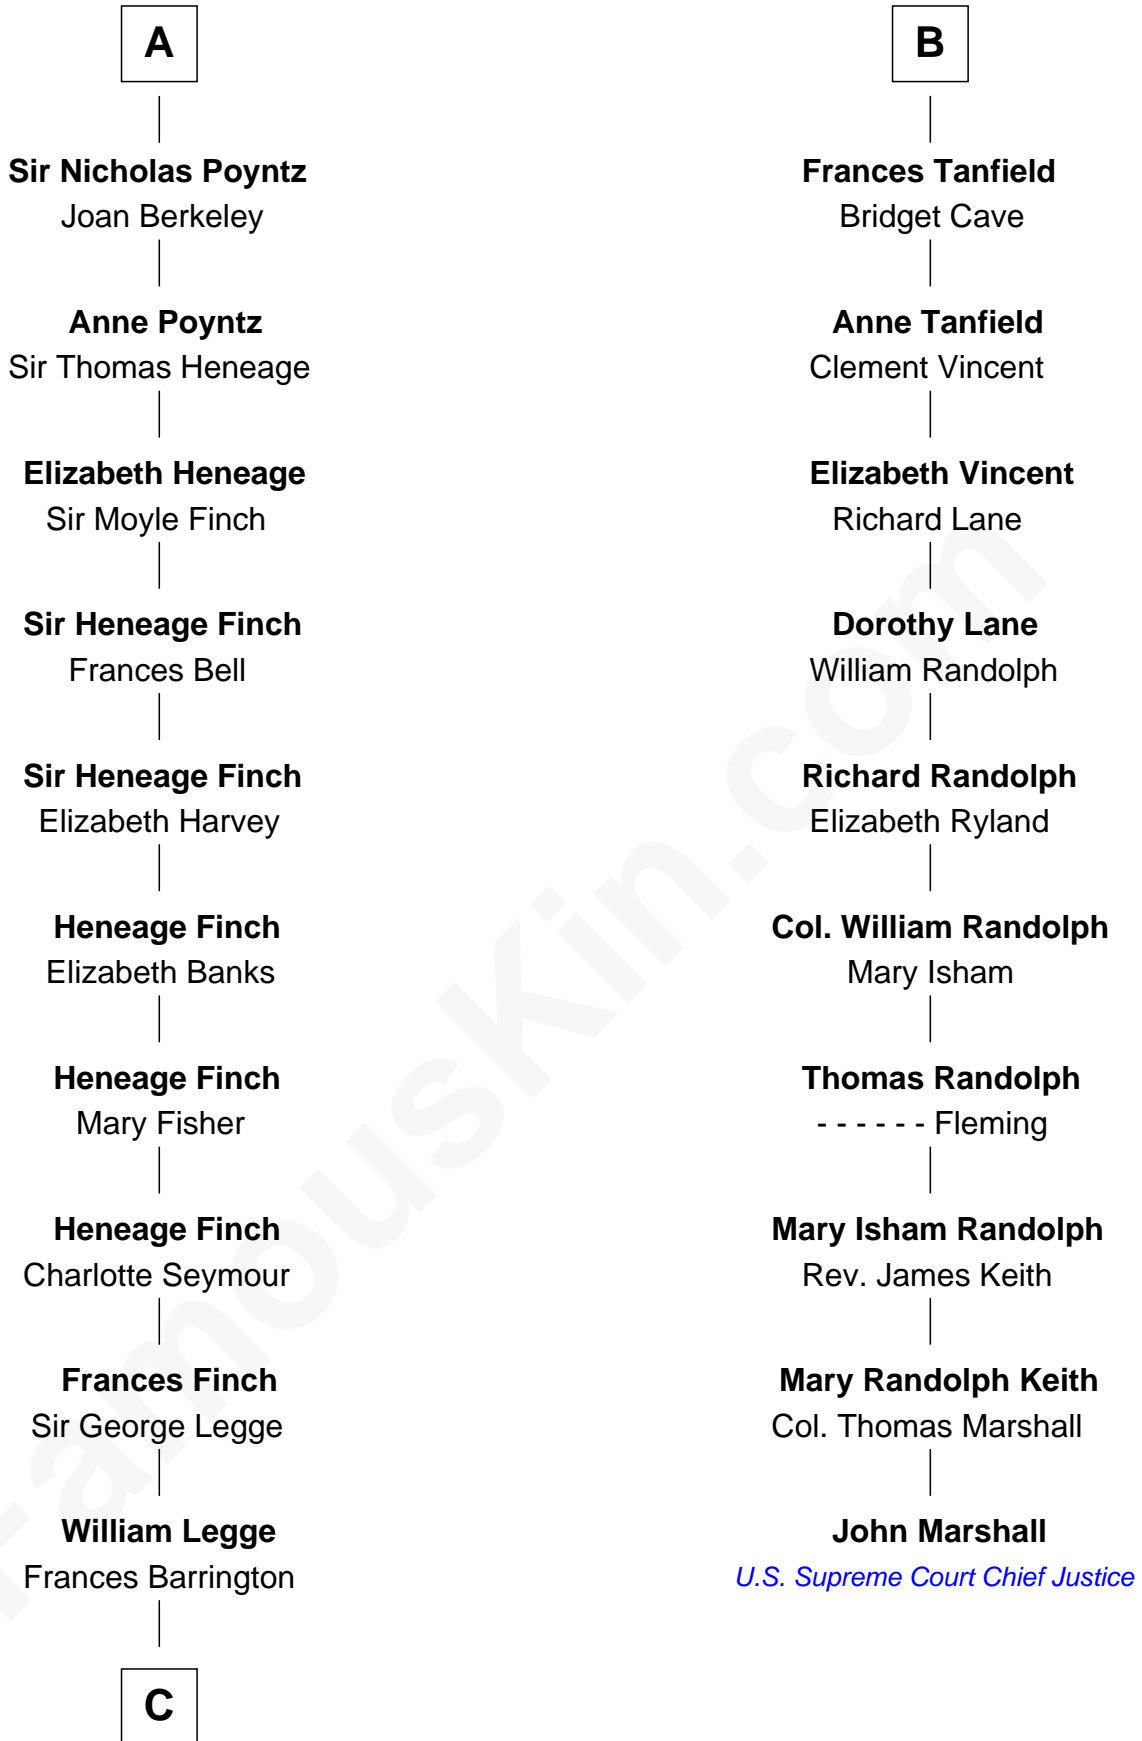 A
Sir Nicholas Poyntz
Joan Berkeley
Anne Poyntz
Sir Thomas Heneage
Elizabeth Heneage
Sir Moyle Finch
Sir Heneage Finch
Frances Bell
Sir Heneage Finch
Elizabeth Harvey
Heneage Finch
Elizabeth Banks
Heneage Finch
Mary Fisher
Heneage Finch
Charlotte Seymour
Frances Finch
Sir George Legge
William Legge
Frances Barrington
C
B
Frances Tanfield
Bridget Cave
Anne Tanfield
Clement Vincent
Elizabeth Vincent
Richard Lane
Dorothy Lane
William Randolph
Richard Randolph
Elizabeth Ryland
Col. William Randolph
Mary Isham
Thomas Randolph
- - - - - - Fleming
Mary Isham Randolph
Rev. James Keith
Mary Randolph Keith
Col. Thomas Marshall
John Marshall
U.S. Supreme Court Chief Justice
FamousKin.com